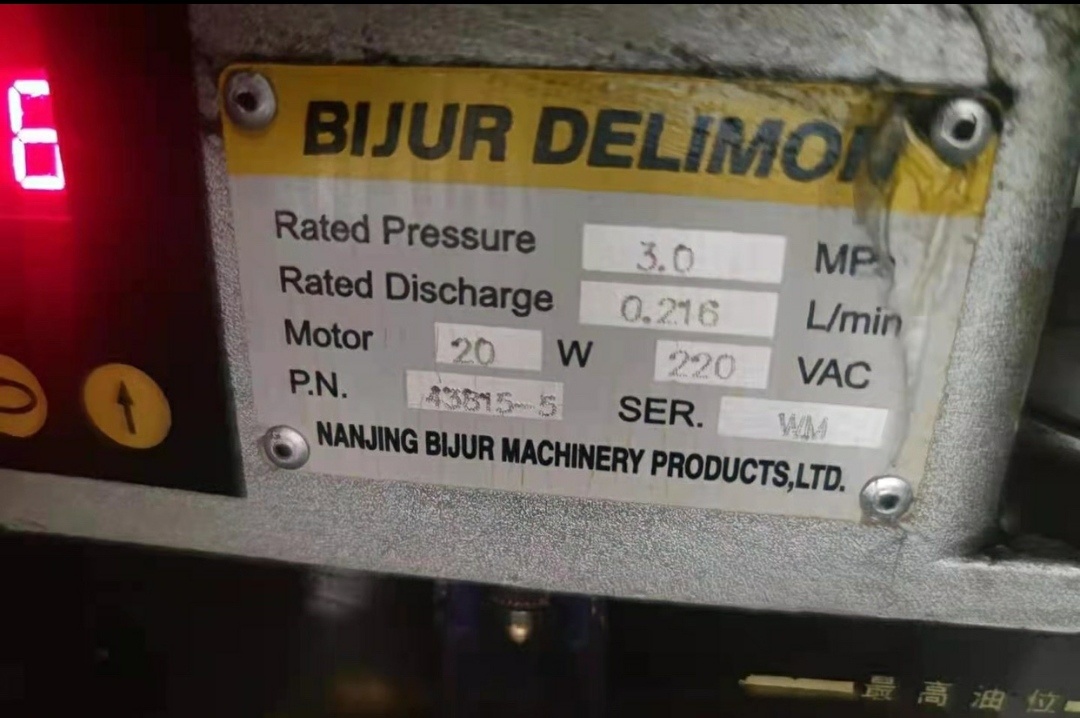 6
BIJUR DELIMON
Rated Pressure 3.0 MPa
Rated Discharge 0.216 L/min
Motor 20 W 220 VAC
P.N. 43815-5 SER. WM
NANJING BIJUR MACHINERY PRODUCTS,LTD.
最高油位